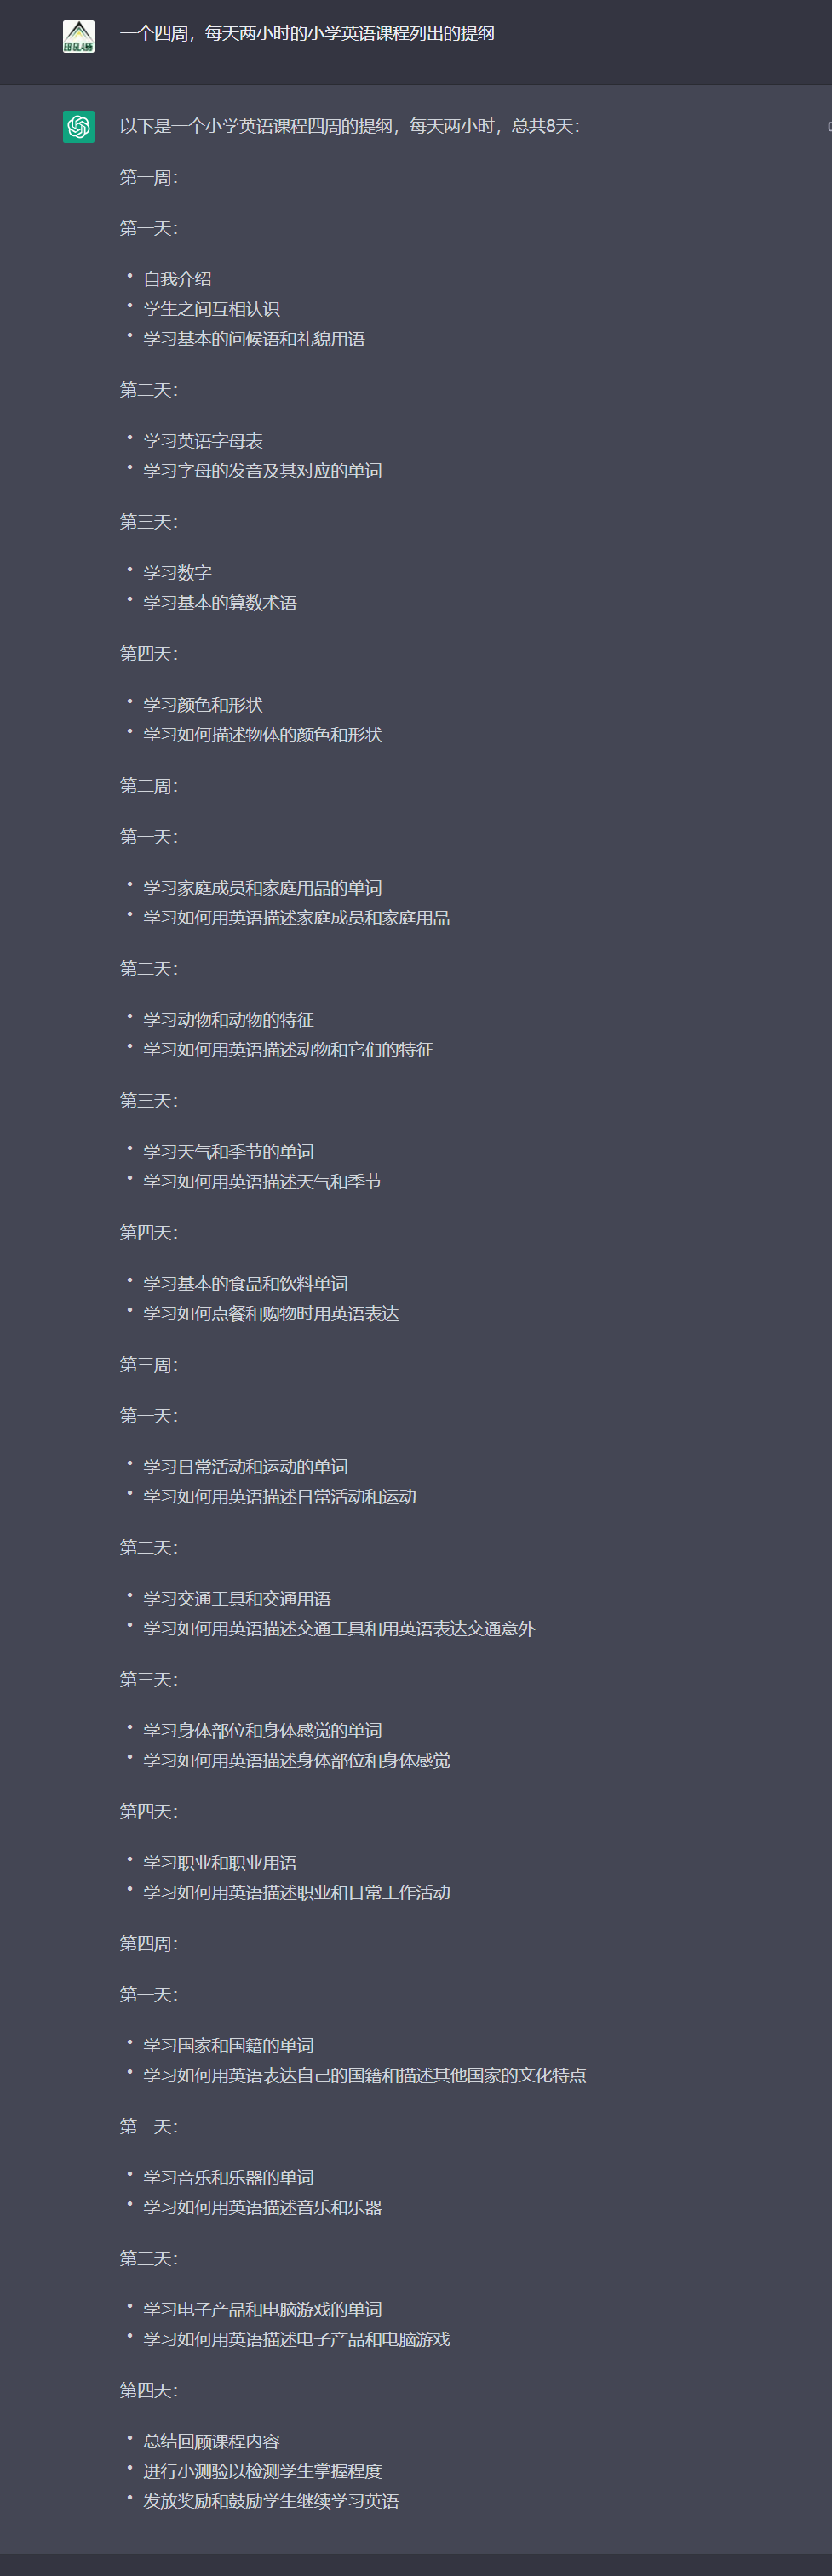 EB GLASS
一个四周，每天两小时的小学英语课程列出的提纲
以下是一个小学英语课程四周的提纲，每天两小时，总共8天：
第一周：
第一天：
• 自我介绍
• 学生之间互相认识
• 学习基本的问候语和礼貌用语
第二天：
• 学习英语字母表
• 学习字母的发音及其对应的单词
第三天：
• 学习数字
• 学习基本的算数术语
第四天：
• 学习颜色和形状
• 学习如何描述物体的颜色和形状
第二周：
第一天：
• 学习家庭成员和家庭用品的单词
• 学习如何用英语描述家庭成员和家庭用品
第二天：
• 学习动物和动物的特征
• 学习如何用英语描述动物和它们的特征
第三天：
• 学习天气和季节的单词
• 学习如何用英语描述天气和季节
第四天：
• 学习基本的食品和饮料单词
• 学习如何点餐和购物时用英语表达
第三周：
第一天：
• 学习日常活动和运动的单词
• 学习如何用英语描述日常活动和运动
第二天：
• 学习交通工具和交通用语
• 学习如何用英语描述交通工具和用英语表达交通意外
第三天：
• 学习身体部位和身体感觉的单词
• 学习如何用英语描述身体部位和身体感觉
第四天：
• 学习职业和职业用语
• 学习如何用英语描述职业和日常工作活动
第四周：
第一天：
• 学习国家和国籍的单词
• 学习如何用英语表达自己的国籍和描述其他国家的文化特点
第二天：
• 学习音乐和乐器的单词
• 学习如何用英语描述音乐和乐器
第三天：
• 学习电子产品和电脑游戏的单词
• 学习如何用英语描述电子产品和电脑游戏
第四天：
• 总结回顾课程内容
• 进行小测验以检测学生掌握程度
• 发放奖励和鼓励学生继续学习英语